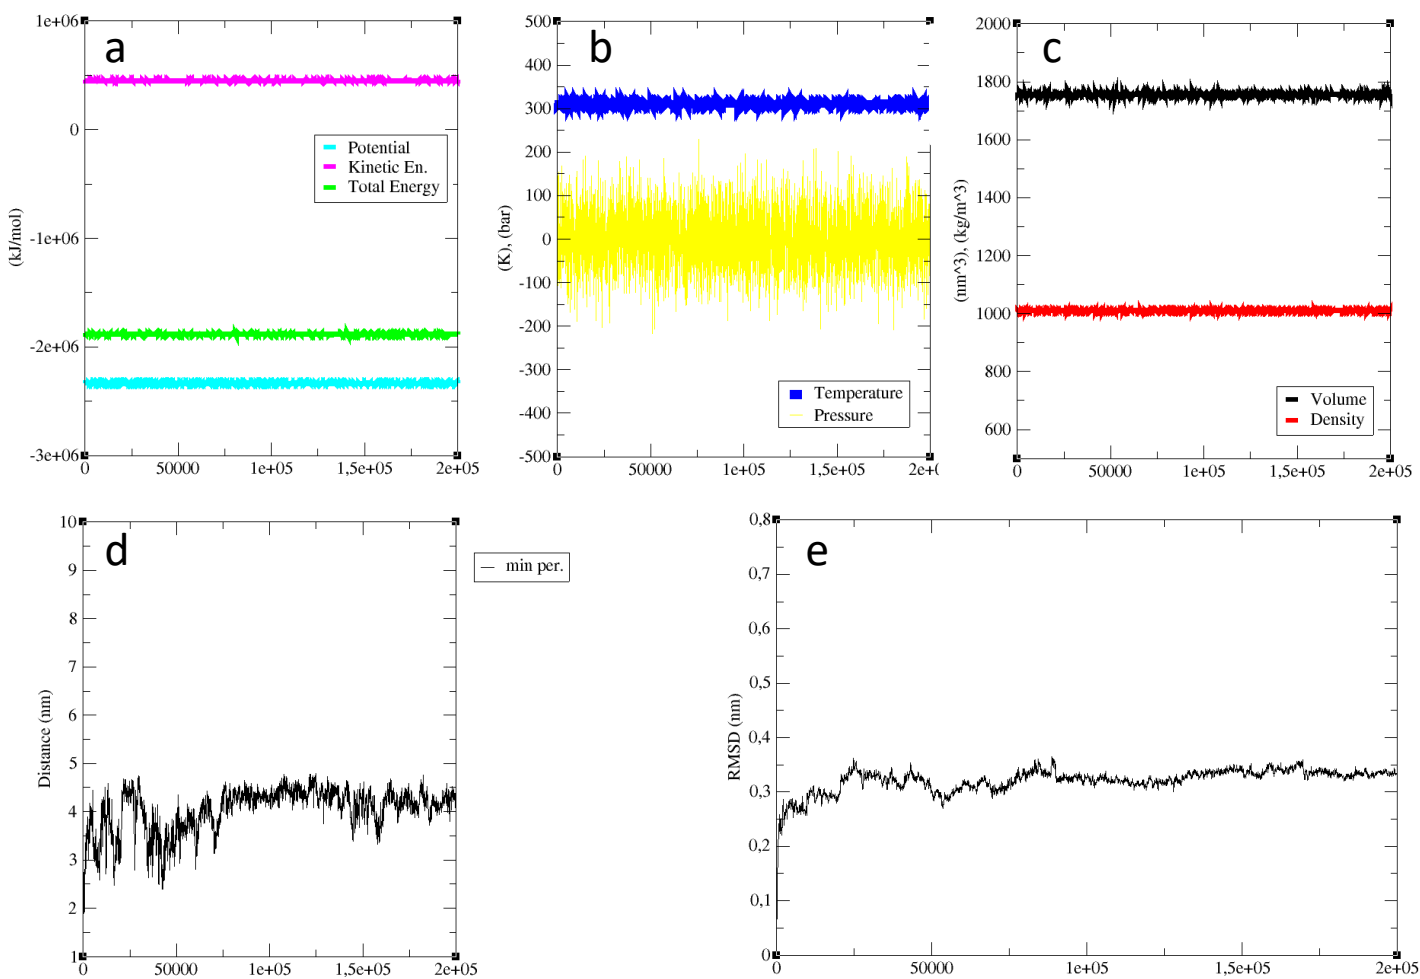 a
1e+06
0
-1e+06
-2e+06
-3e+06
(kJ/mol)
Potential
Kinetic En.
Total Energy
0
50000
1e+05
1,5e+05
2e+05
b
500
400
300
200
100
0
-100
-200
-300
-400
-500
(K), (bar)
Temperature
Pressure
0
50000
1e+05
1,5e+05
2e+0
c
2000
1800
1600
1400
1200
1000
800
600
(nm^3), (kg/m^3)
Volume
Density
0
50000
1e+05
1,5e+05
2e+05
d
10
9
8
7
6
5
4
3
2
1
Distance (nm)
min per.
0
50000
1e+05
1,5e+05
2e+05
e
0,8
0,7
0,6
0,5
0,4
0,3
0,2
0,1
0
RMSD (nm)
0
50000
1e+05
1,5e+05
2e+05